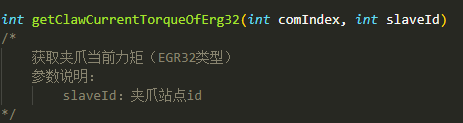 int getClawCurrentTorqueOfErg32(int comIndex, int slaveId)
/*
获取夹爪当前力矩（EGR32类型）
参数说明:
slaveId：夹爪站点id
*/